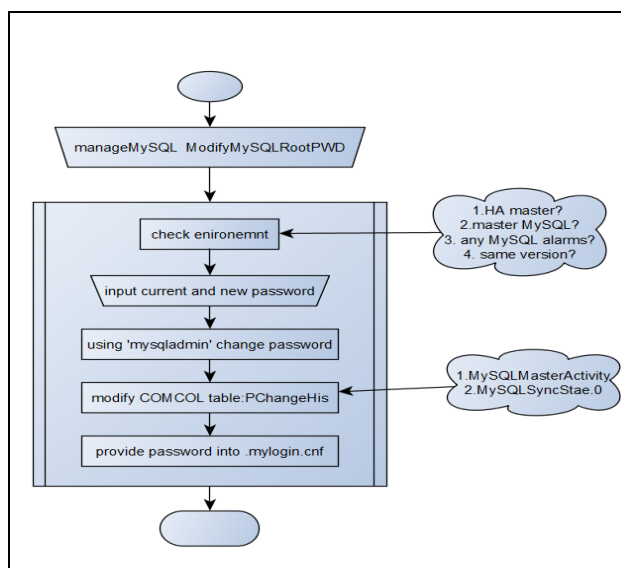 manageMySQL ModifyMySQLRootPWD
check enironemnt
1.HA master?
2.master MySQL?
3. any MySQL alarms?
4. same version?
input current and new password
using 'mysqladmin' change password
modify COMCOL table:PChangeHis
1.MySQLMasterActivity
2.MySQLSyncStae.0
provide password into .mylogin.cnf